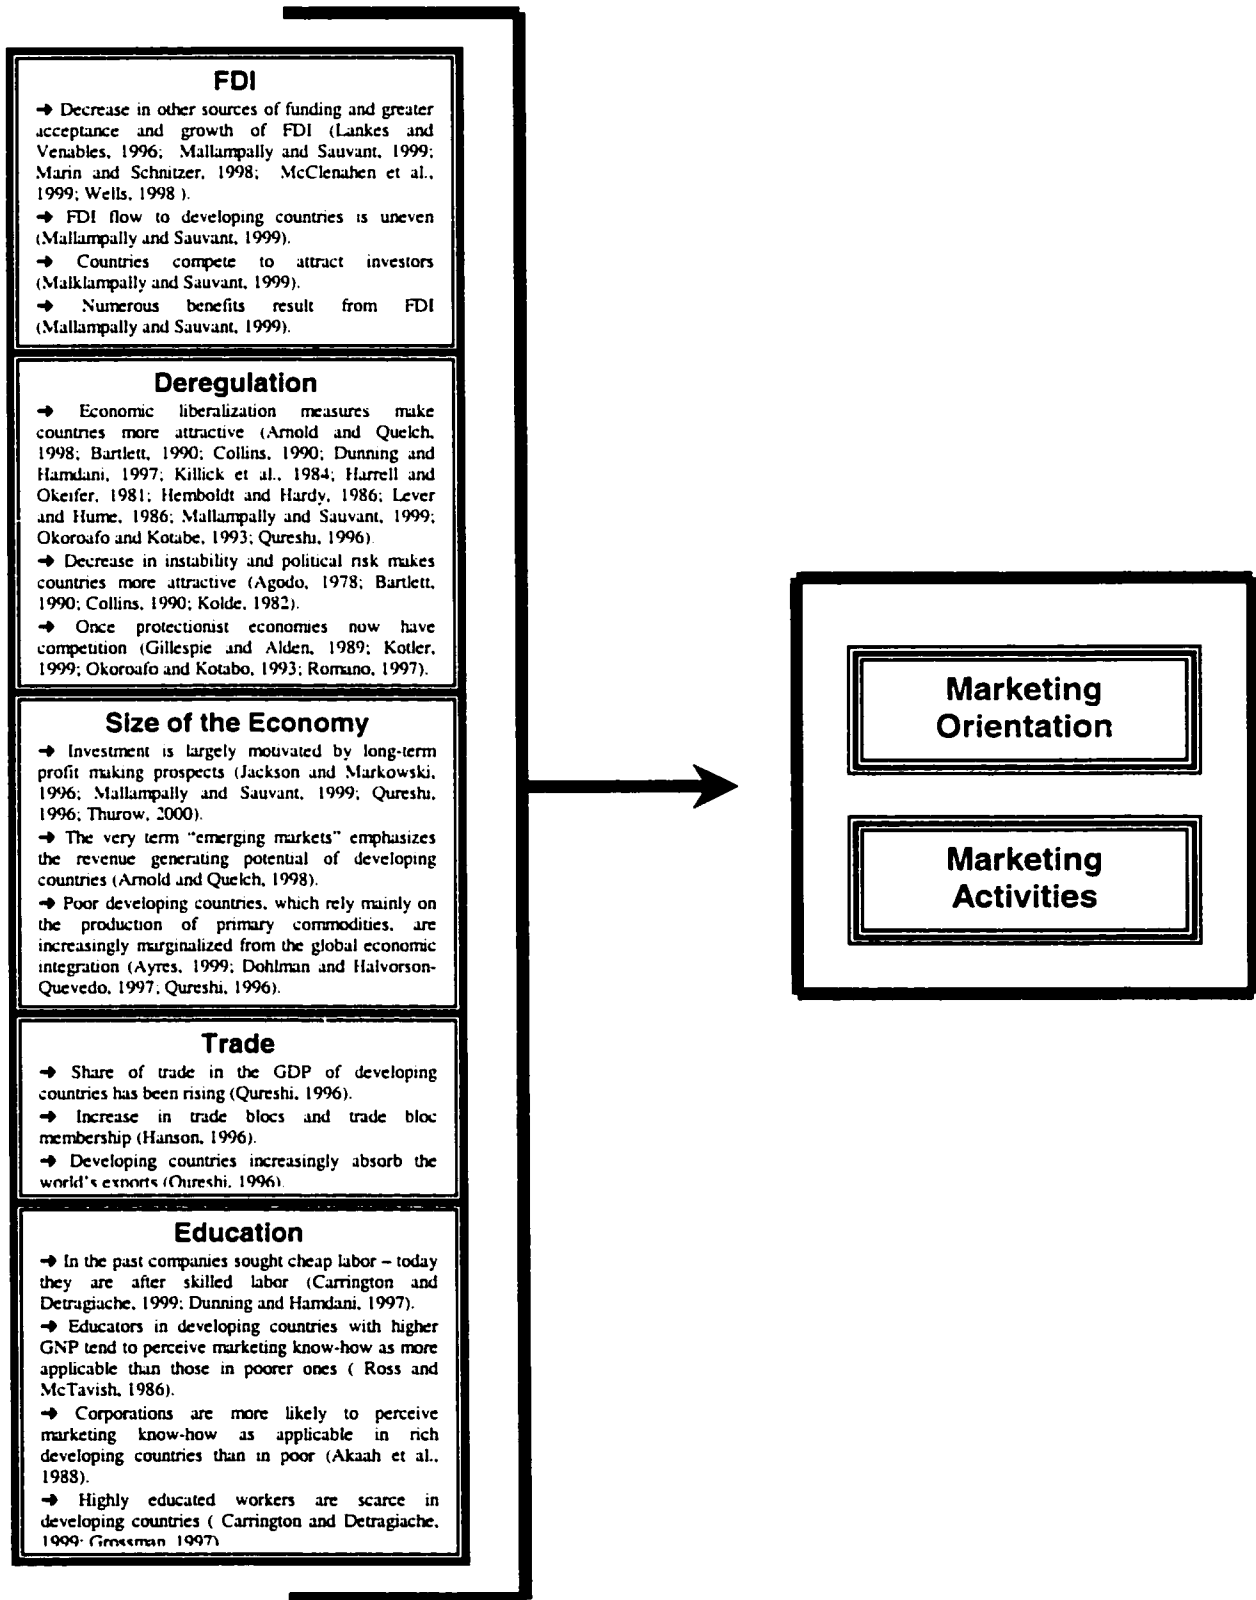 FDI
→ Decrease in other sources of funding and greater
acceptance and growth of FDI (Lankes and
Venables, 1996; Mallampally and Sauvant, 1999;
Marin and Schnitzer, 1998; McClenahen et al.,
1999; Wells, 1998 ).
→ FDI flow to developing countries is uneven
(Mallampally and Sauvant, 1999).
→ Countries compete to attract investors
(Malklampally and Sauvant, 1999).
→ Numerous benefits result from FDI
(Mallampally and Sauvant, 1999).
Deregulation
→ Economic liberalization measures make
countries more attractive (Arnold and Quelch,
1998; Bartlett, 1990; Collins, 1990; Dunning and
Hamdani, 1997; Killick et al., 1984; Harrell and
Okeifer, 1981; Hemboldt and Hardy, 1986; Lever
and Hume, 1986; Mallampally and Sauvant, 1999;
Okoroafo and Kotabe, 1993; Qureshi, 1996)
→ Decrease in instability and political risk makes
countries more attractive (Agodo, 1978; Bartlett,
1990; Collins, 1990; Kolde, 1982).
→ Once protectionist economies now have
competition (Gillespie and Alden, 1989; Kotler,
1999; Okoroafo and Kotabo, 1993; Romano, 1997).
Size of the Economy
→ Investment is largely motivated by long-term
profit making prospects (Jackson and Markowski,
1996; Mallampally and Sauvant, 1999; Qureshi,
1996; Thurow, 2000).
→ The very term "emerging markets" emphasizes
the revenue generating potential of developing
countries (Arnold and Quelch, 1998).
→ Poor developing countries, which rely mainly on
the production of primary commodities, are
increasingly marginalized from the global economic
integration (Ayres, 1999; Dohlman and Halvorson-
Quevedo, 1997; Qureshi, 1996).
Trade
→ Share of trade in the GDP of developing
countries has been rising (Qureshi, 1996).
→ Increase in trade blocs and trade bloc
membership (Hanson, 1996).
→ Developing countries increasingly absorb the
world's exports (Qureshi, 1996).
Education
→ In the past companies sought cheap labor – today
they are after skilled labor (Carrington and
Detragiache, 1999; Dunning and Hamdani, 1997).
→ Educators in developing countries with higher
GNP tend to perceive marketing know-how as more
applicable than those in poorer ones ( Ross and
McTavish, 1986).
→ Corporations are more likely to perceive
marketing know-how as applicable in rich
developing countries than in poor (Akaah et al.,
1988).
→ Highly educated workers are scarce in
developing countries ( Carrington and Detragiache,
1999; Grossman, 1997)
Marketing
Orientation
Marketing
Activities